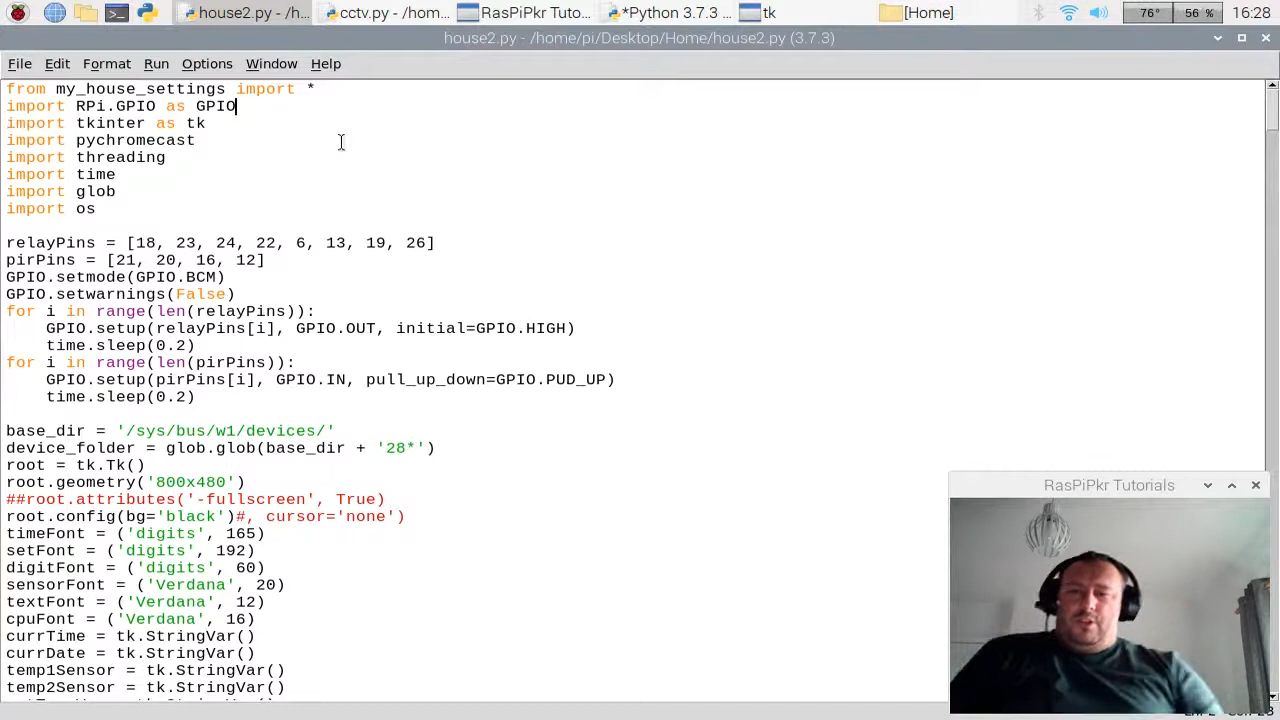 house2.py - /h...
cctv.py - /hom...
RasPiPkr Tuto...
*Python 3.7.3 ...
tk
[Home]
76°
56 %
16:28
house2.py - /home/pi/Desktop/Home/house2.py (3.7.3)
File Edit Format Run Options Window Help
from my_house_settings import *
import RPi.GPIO as GPIO
import tkinter as tk
import pychromecast
import threading
import time
import glob
import os
relayPins = [18, 23, 24, 22, 6, 13, 19, 26]
pirPins = [21, 20, 16, 12]
GPIO.setmode(GPIO.BCM)
GPIO.setwarnings(False)
for i in range(len(relayPins)):
    GPIO.setup(relayPins[i], GPIO.OUT, initial=GPIO.HIGH)
    time.sleep(0.2)
for i in range(len(pirPins)):
    GPIO.setup(pirPins[i], GPIO.IN, pull_up_down=GPIO.PUD_UP)
    time.sleep(0.2)
base_dir = '/sys/bus/w1/devices/'
device_folder = glob.glob(base_dir + '28*')
root = tk.Tk()
root.geometry('800x480')
##root.attributes('-fullscreen', True)
root.config(bg='black')#, cursor='none')
timeFont = ('digits', 165)
setFont = ('digits', 192)
digitFont = ('digits', 60)
sensorFont = ('Verdana', 20)
textFont = ('Verdana', 12)
cpuFont = ('Verdana', 16)
currTime = tk.StringVar()
currDate = tk.StringVar()
temp1Sensor = tk.StringVar()
temp2Sensor = tk.StringVar()
RasPiPkr Tutorials